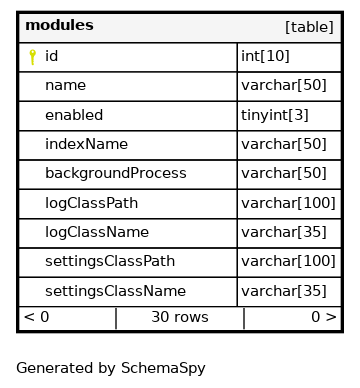 modules [table]
id int[10]
name varchar[50]
enabled tinyint[3]
indexName varchar[50]
backgroundProcess varchar[50]
logClassPath varchar[100]
logClassName varchar[35]
settingsClassPath varchar[100]
settingsClassName varchar[35]
< 0 30 rows 0 >
Generated by SchemaSpy